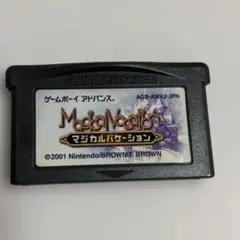 ゲームボーイ アドバンス AGB-AMVJ-JPN
Magical Vacation
マジカルバケーション
©2001 Nintendo/BROWNIE BROWN